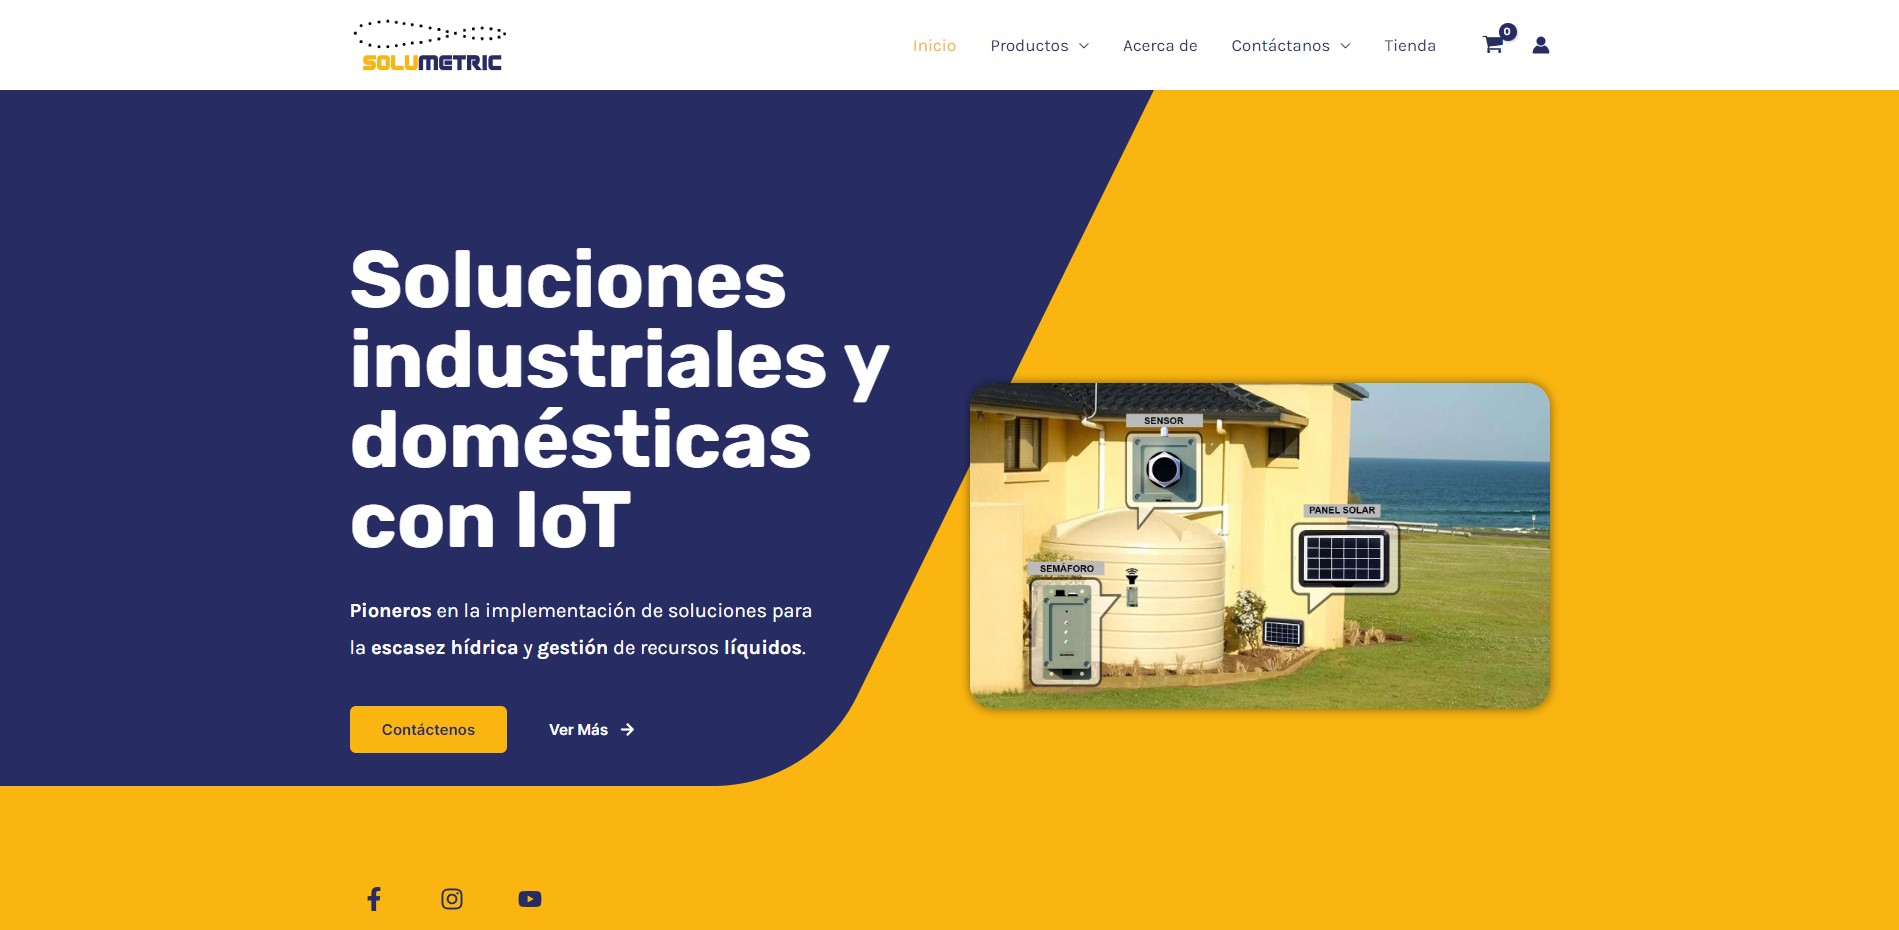 SOLUMETRIC
Inicio
Productos
Acerca de
Contáctanos
Tienda
0
Soluciones
industriales y
domésticas
con IoT
SENSOR
PANEL SOLAR
SEMÁFORO
Pioneros en la implementación de soluciones para
la escasez hídrica y gestión de recursos líquidos.
Contáctenos
Ver Más